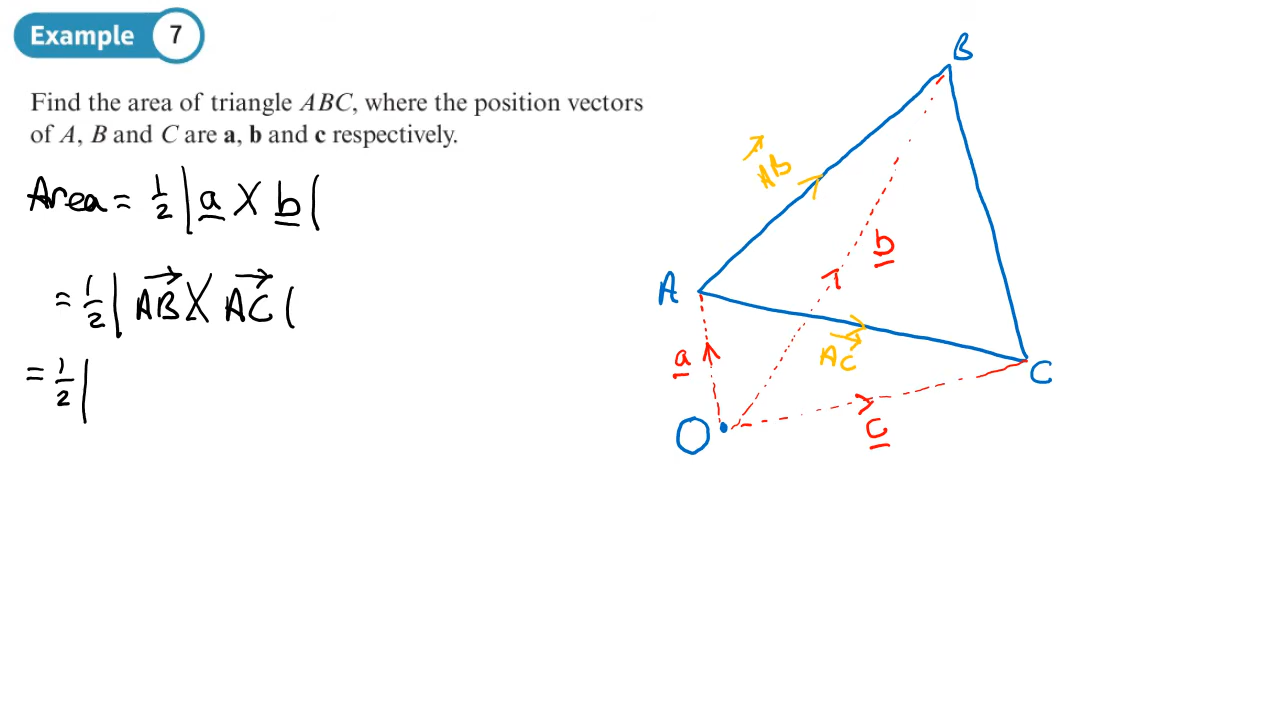 Example 7
Find the area of triangle ABC, where the position vectors
of A, B and C are a, b and c respectively.
Area = 1/2 | a × b |
= 1/2 | →AB × →AC |
= 1/2 |
B
→AB
b
A
→AC
a
C
O
c